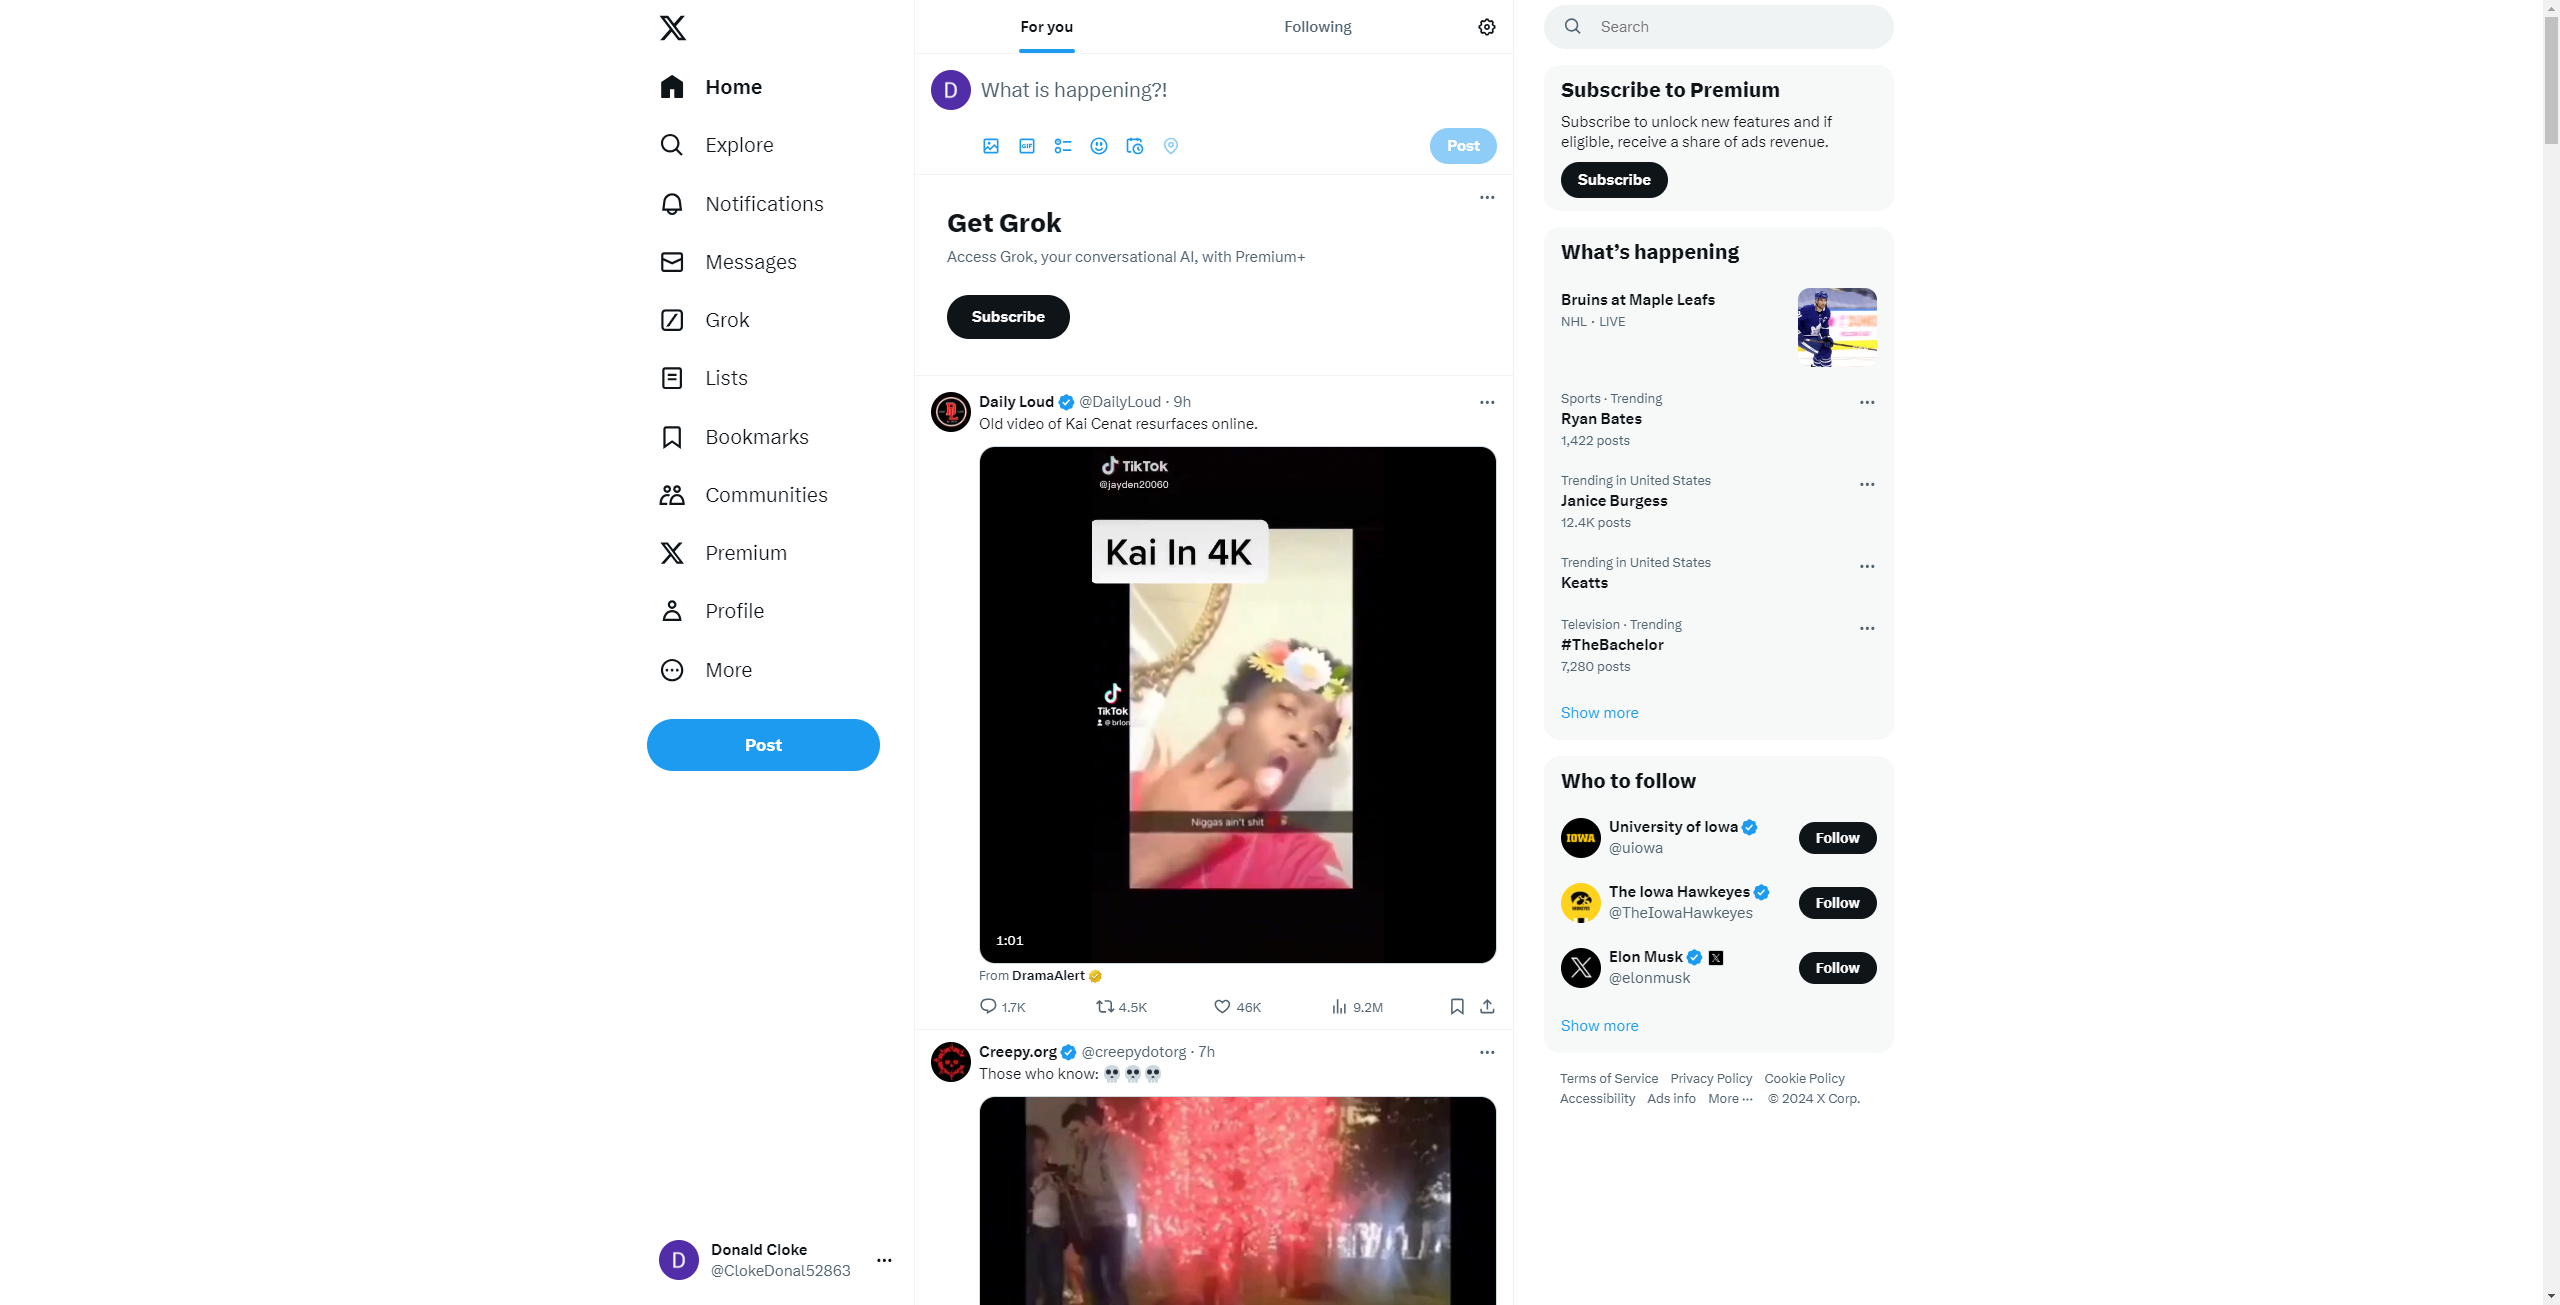 Home
Explore
Notifications
Messages
Grok
Lists
Bookmarks
Communities
Premium
Profile
More
Post
D
Donald Cloke
@ClokeDonal52863
For you
Following
D
What is happening?!
GIF
Post
Get Grok
Access Grok, your conversational AI, with Premium+
Subscribe
Daily Loud @DailyLoud · 9h
Old video of Kai Cenat resurfaces online.
TikTok
@jayden20060
Kai In 4K
TikTok
Niggas ain't shit
1:01
From DramaAlert
1.7K
4.5K
46K
9.2M
Creepy.org @creepydotorg · 7h
Those who know: 💀💀💀
Search
Subscribe to Premium
Subscribe to unlock new features and if
eligible, receive a share of ads revenue.
Subscribe
What’s happening
Bruins at Maple Leafs
NHL · LIVE
Sports · Trending
Ryan Bates
1,422 posts
Trending in United States
Janice Burgess
12.4K posts
Trending in United States
Keatts
Television · Trending
#TheBachelor
7,280 posts
Show more
Who to follow
IOWA
University of Iowa
@uiowa
Follow
The Iowa Hawkeyes
@TheIowaHawkeyes
Follow
Elon Musk
@elonmusk
Follow
Show more
Terms of Service Privacy Policy Cookie Policy
Accessibility Ads info More ··· © 2024 X Corp.